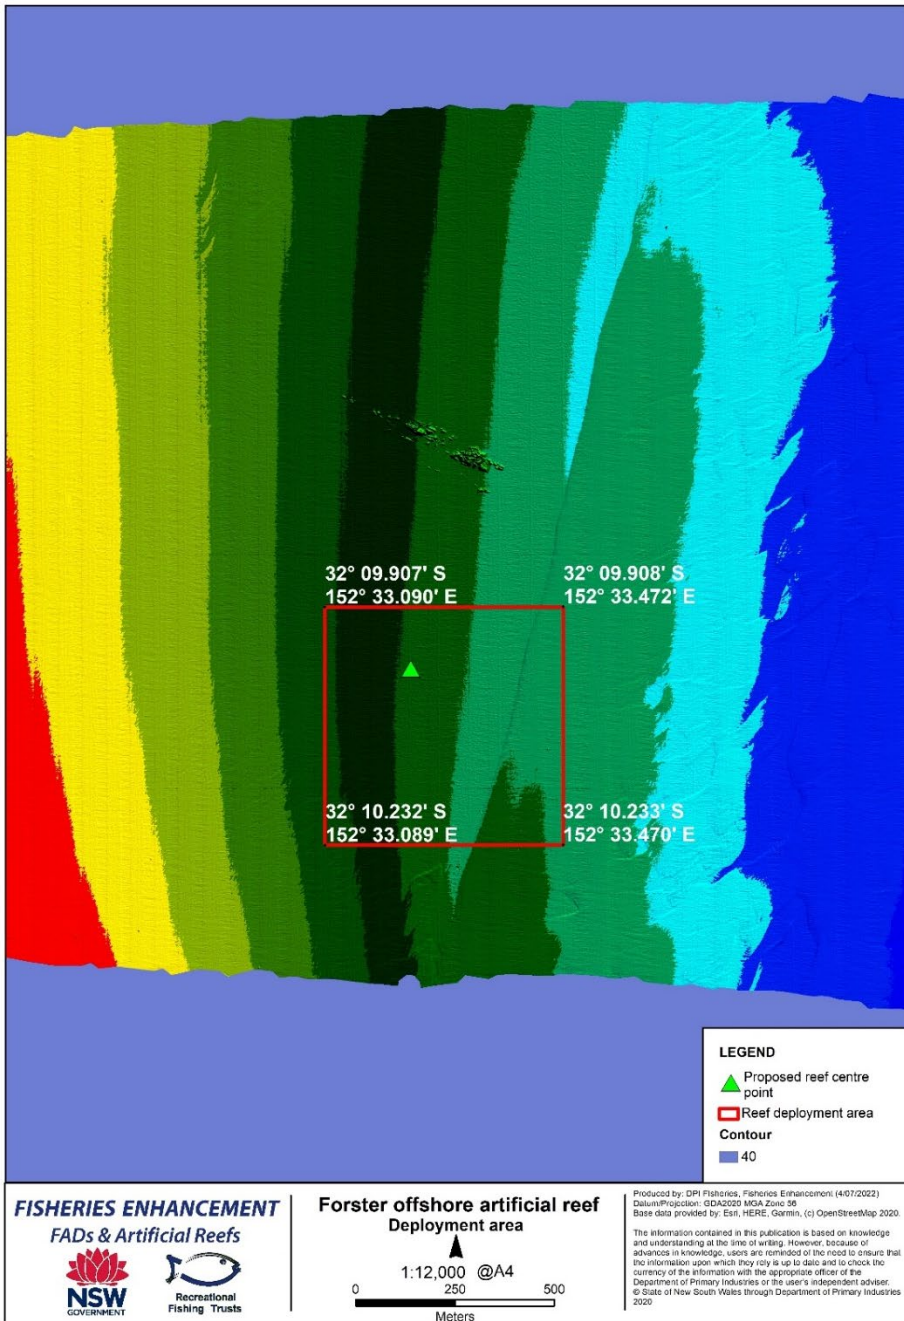 32° 09.907' S
152° 33.090' E
32° 09.908' S
152° 33.472' E
32° 10.232' S
152° 33.089' E
32° 10.233' S
152° 33.470' E
LEGEND
Proposed reef centre
point
Reef deployment area
Contour
40
FISHERIES ENHANCEMENT
FADs & Artificial Reefs
NSW
GOVERNMENT
Recreational
Fishing Trusts
Forster offshore artificial reef
Deployment area
1:12,000 @A4
0 250 500
Meters
Produced by: DPI Fisheries, Fisheries Enhancement (4/07/2022)
Datum/Projection: GDA2020 MGA Zone 56
Base data provided by: Esri, HERE, Garmin, (c) OpenStreetMap 2020.
The information contained in this publication is based on knowledge
and understanding at the time of writing. However, because of
advances in knowledge, users are reminded of the need to ensure that
the information upon which they rely is up to date and to check the
currency of the information with the appropriate officer of the
Department of Primary Industries or the user's independent adviser.
© State of New South Wales through Department of Primary Industries
2020